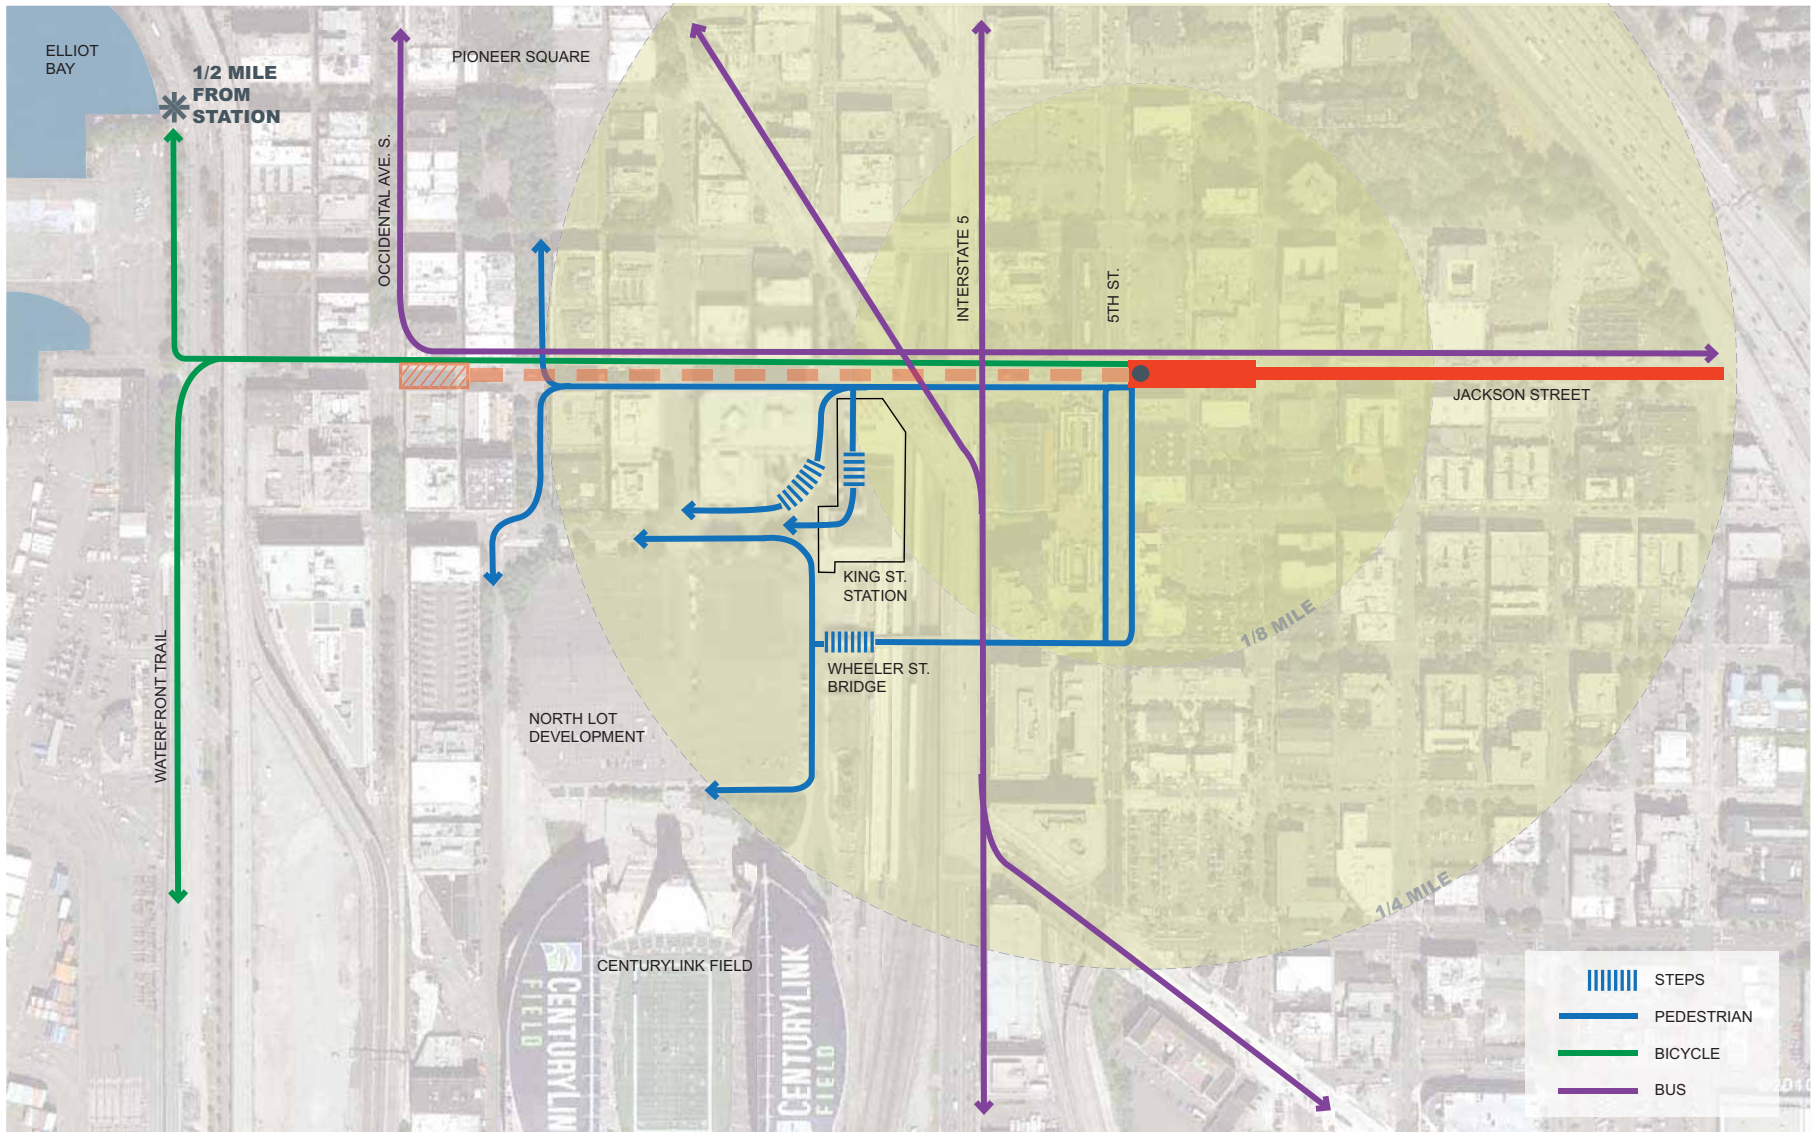 ELLIOT
BAY
1/2 MILE
FROM
STATION
PIONEER SQUARE
OCCIDENTAL AVE. S.
INTERSTATE 5
5TH ST.
JACKSON STREET
KING ST.
STATION
1/8 MILE
WHEELER ST.
BRIDGE
WATERFRONT TRAIL
NORTH LOT
DEVELOPMENT
1/4 MILE
CENTURYLINK FIELD
CENTURYLINK
FIELD
CENTURYLINK
FIELD
STEPS
PEDESTRIAN
BICYCLE
BUS